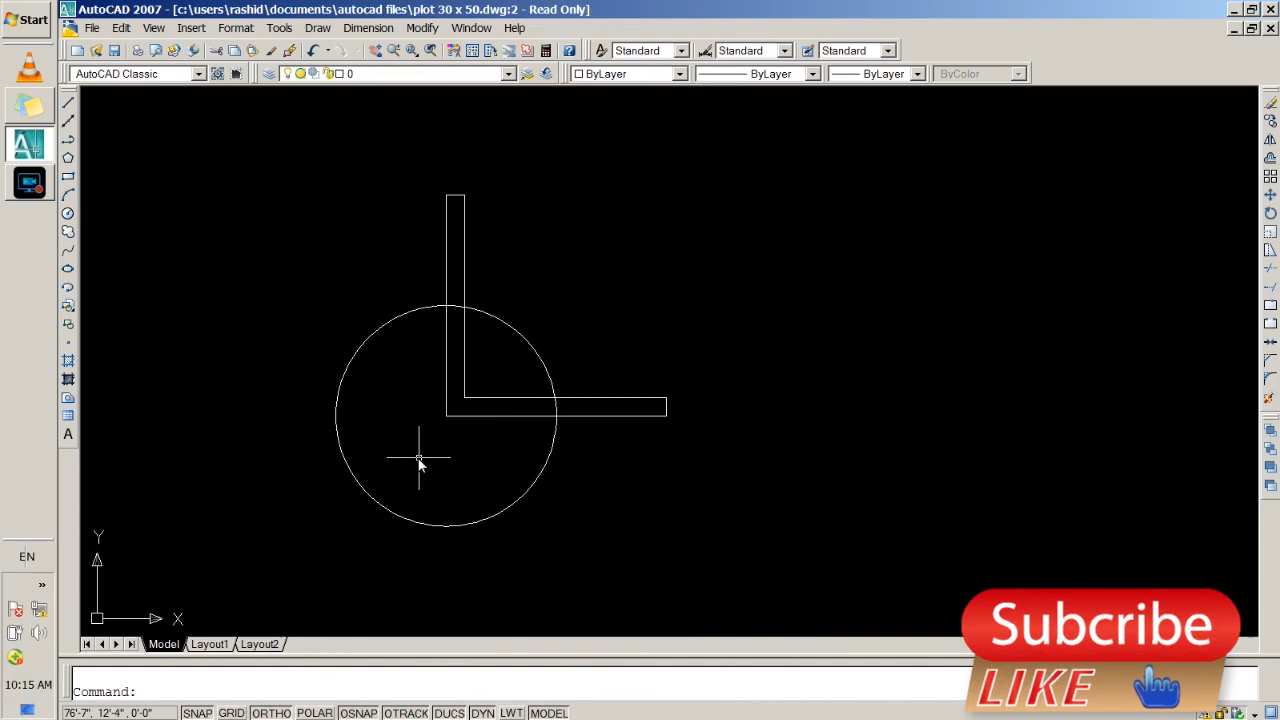 Start
AutoCAD 2007 - [c:\users\rashid\documents\autocad files\plot 30 x 50.dwg:2 - Read Only]
File Edit View Insert Format Tools Draw Dimension Modify Window Help
Standard Standard Standard
AutoCAD Classic 0 ByLayer ByLayer ByLayer ByColor
A
Y
X
EN
Model Layout1 Layout2
10:15 AM
Command:
76'-7", 12'-4", 0'-0" SNAP GRID ORTHO POLAR OSNAP OTRACK DUCS DYN LWT MODEL
Subcribe
LIKE